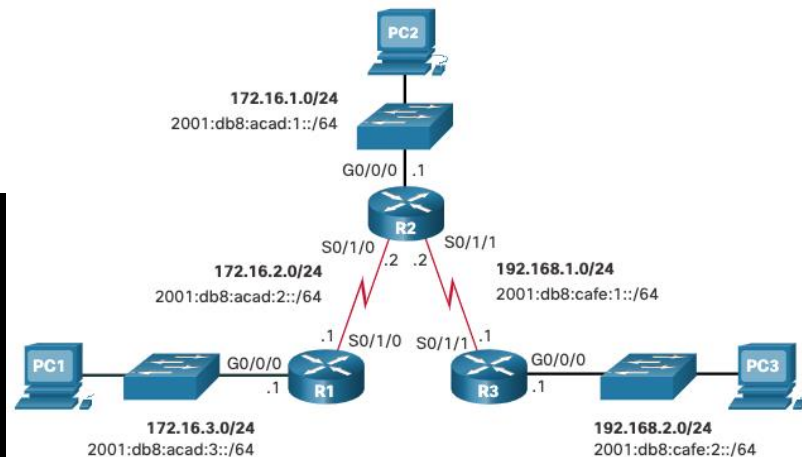 PC2
172.16.1.0/24
2001:db8:acad:1::/64
G0/0/0 .1
R2
S0/1/0 S0/1/1
.2 .2
172.16.2.0/24 192.168.1.0/24
2001:db8:acad:2::/64 2001:db8:cafe:1::/64
.1 S0/1/0 S0/1/1 .1
PC1 G0/0/0 R1 R3 G0/0/0 PC3
.1 .1
172.16.3.0/24 192.168.2.0/24
2001:db8:acad:3::/64 2001:db8:cafe:2::/64